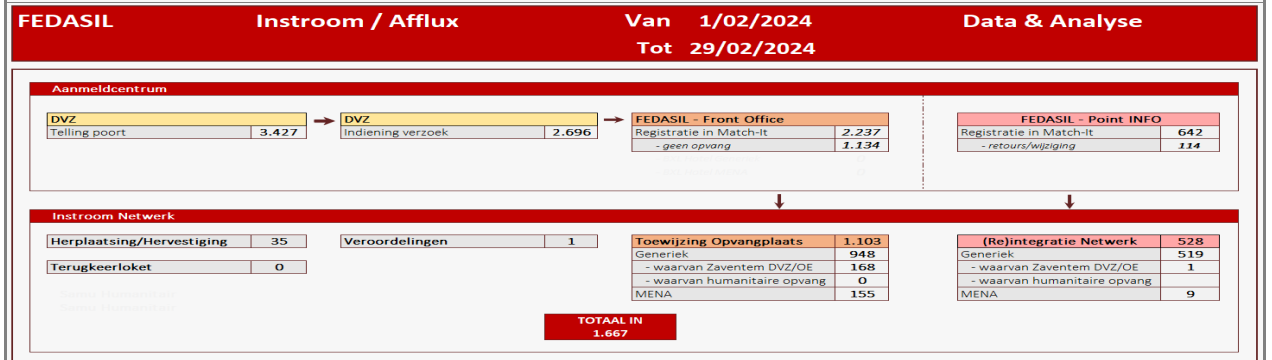 FEDASIL Instroom / Afflux Van 1/02/2024 Data & Analyse
Tot 29/02/2024
Aanmeldcentrum
DVZ
Telling poort 3.427
DVZ
Indiening verzoek 2.696
FEDASIL - Front Office
Registratie in Match-It 2.237
- geen opvang 1.134
FEDASIL - Point INFO
Registratie in Match-It 642
- retours/wijziging 114
Instroom Netwerk
Herplaatsing/Hervestiging 35
Terugkeerloket 0
Veroordelingen 1
Toewijzing Opvangplaats 1.103
Generiek 948
- waarvan Zaventem DVZ/OE 168
- waarvan humanitaire opvang 0
MENA 155
(Re)integratie Netwerk 528
Generiek 519
- waarvan Zaventem DVZ/OE 1
- waarvan humanitaire opvang
MENA 9
TOTAAL IN
1.667